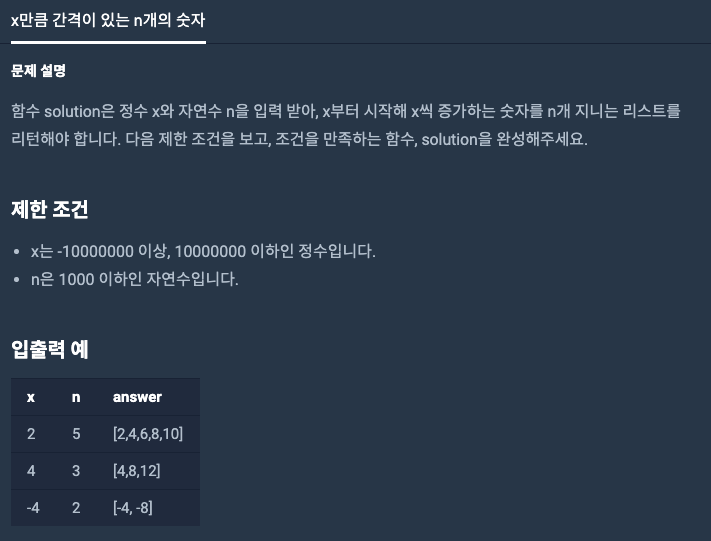 x만큼 간격이 있는 n개의 숫자
문제 설명
함수 solution은 정수 x와 자연수 n을 입력 받아, x부터 시작해 x씩 증가하는 숫자를 n개 지니는 리스트를
리턴해야 합니다. 다음 제한 조건을 보고, 조건을 만족하는 함수, solution을 완성해주세요.
제한 조건
• x는 -10000000 이상, 10000000 이하인 정수입니다.
• n은 1000 이하인 자연수입니다.
입출력 예
x n answer
2 5 [2,4,6,8,10]
4 3 [4,8,12]
-4 2 [-4, -8]